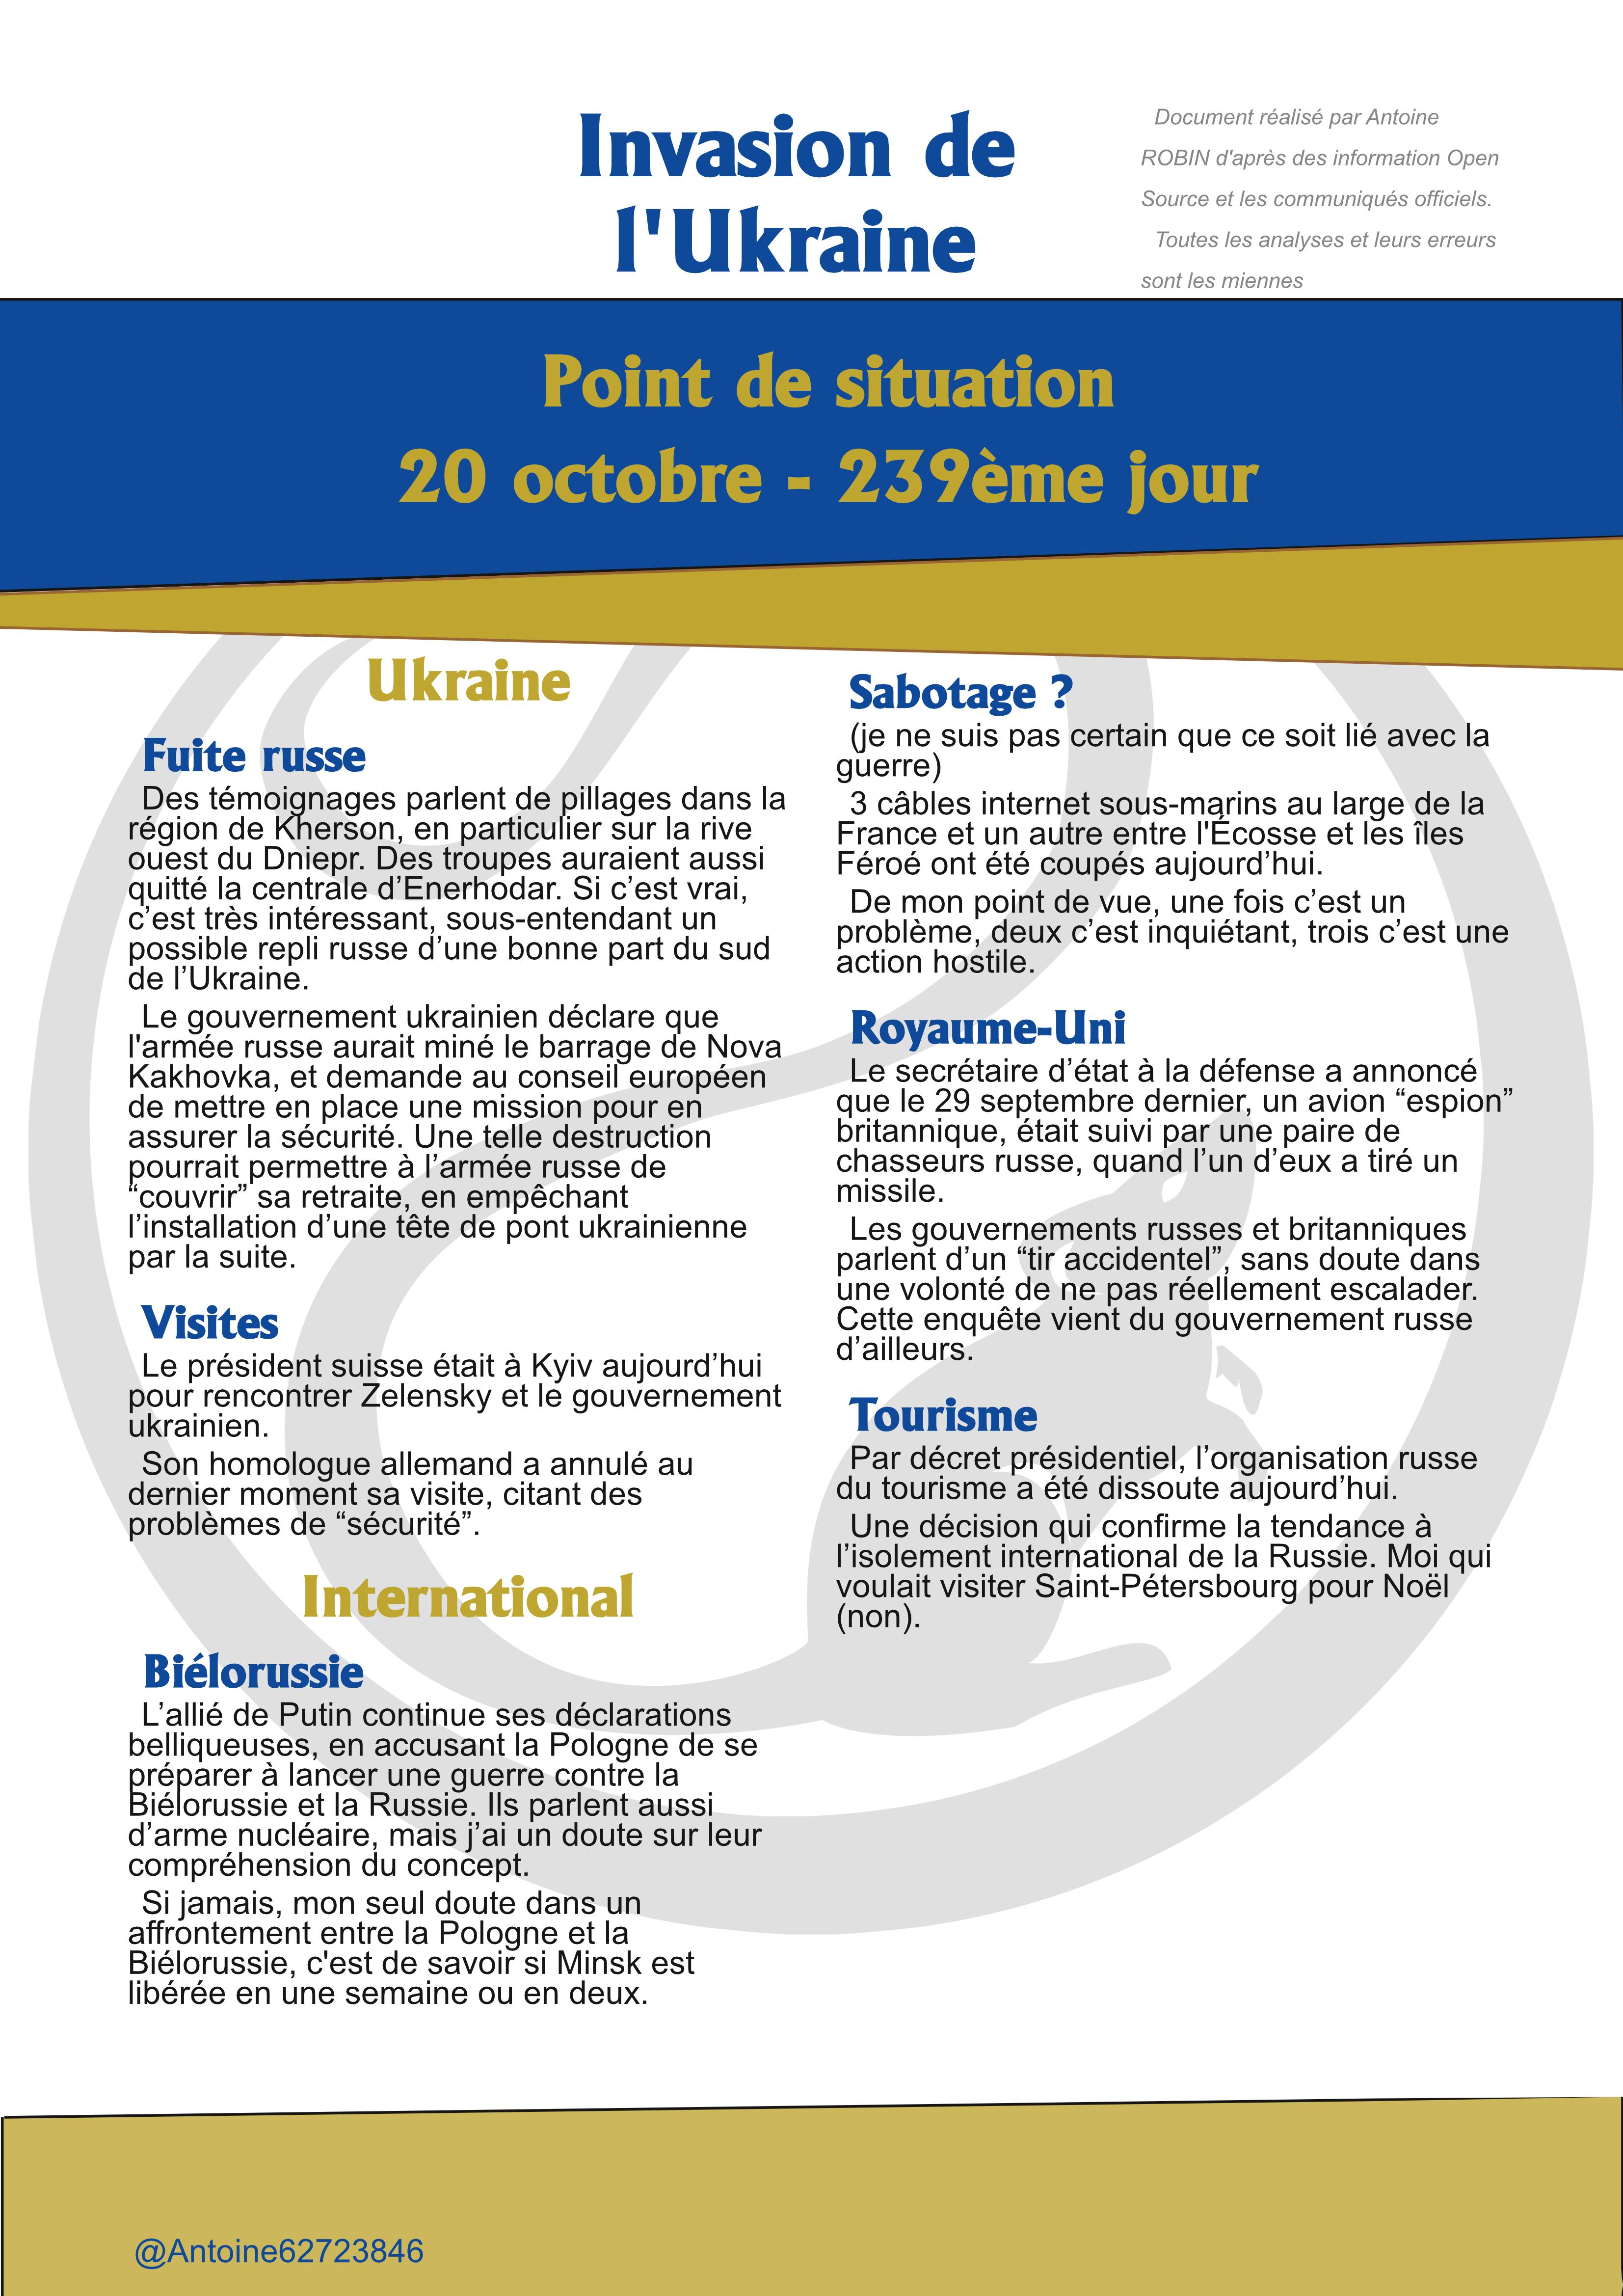 Invasion de
l'Ukraine
Document réalisé par Antoine
ROBIN d'après des information Open
Source et les communiqués officiels.
Toutes les analyses et leurs erreurs
sont les miennes
Point de situation
20 octobre - 239ème jour
Ukraine
Fuite russe
Des témoignages parlent de pillages dans la
région de Kherson, en particulier sur la rive
ouest du Dniepr. Des troupes auraient aussi
quitté la centrale d’Enerhodar. Si c’est vrai,
c’est très intéressant, sous-entendant un
possible repli russe d’une bonne part du sud
de l’Ukraine.
Le gouvernement ukrainien déclare que
l'armée russe aurait miné le barrage de Nova
Kakhovka, et demande au conseil européen
de mettre en place une mission pour en
assurer la sécurité. Une telle destruction
pourrait permettre à l’armée russe de
“couvrir” sa retraite, en empêchant
l’installation d’une tête de pont ukrainienne
par la suite.
Visites
Le président suisse était à Kyiv aujourd’hui
pour rencontrer Zelensky et le gouvernement
ukrainien.
Son homologue allemand a annulé au
dernier moment sa visite, citant des
problèmes de “sécurité”.
International
Biélorussie
L’allié de Putin continue ses déclarations
belliqueuses, en accusant la Pologne de se
préparer à lancer une guerre contre la
Biélorussie et la Russie. Ils parlent aussi
d’arme nucléaire, mais j’ai un doute sur leur
compréhension du concept.
Si jamais, mon seul doute dans un
affrontement entre la Pologne et la
Biélorussie, c'est de savoir si Minsk est
libérée en une semaine ou en deux.
Sabotage ?
(je ne suis pas certain que ce soit lié avec la
guerre)
3 câbles internet sous-marins au large de la
France et un autre entre l'Écosse et les îles
Féroé ont été coupés aujourd’hui.
De mon point de vue, une fois c’est un
problème, deux c’est inquiétant, trois c’est une
action hostile.
Royaume-Uni
Le secrétaire d’état à la défense a annoncé
que le 29 septembre dernier, un avion “espion”
britannique, était suivi par une paire de
chasseurs russe, quand l’un d’eux a tiré un
missile.
Les gouvernements russes et britanniques
parlent d’un “tir accidentel”, sans doute dans
une volonté de ne pas réellement escalader.
Cette enquête vient du gouvernement russe
d’ailleurs.
Tourisme
Par décret présidentiel, l’organisation russe
du tourisme a été dissoute aujourd’hui.
Une décision qui confirme la tendance à
l’isolement international de la Russie. Moi qui
voulait visiter Saint-Pétersbourg pour Noël
(non).
@Antoine62723846